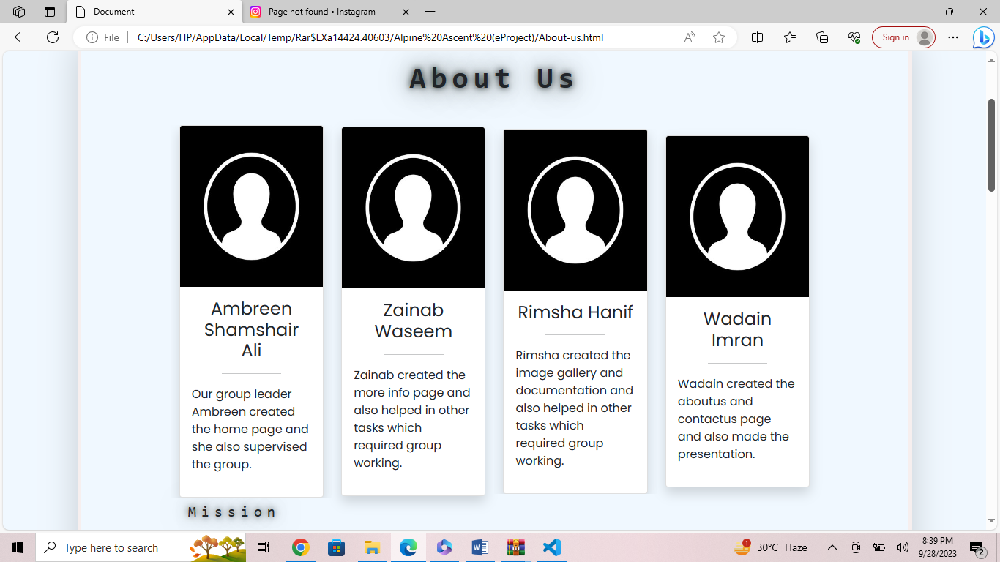 Document
Page not found • Instagram
File
C:/Users/HP/AppData/Local/Temp/Rar$EXa14424.40603/Alpine%20Ascent%20(eProject)/About-us.html
Sign in
About Us
Ambreen
Shamshair
Ali
Our group leader
Ambreen created
the home page and
she also supervised
the group.
Zainab
Waseem
Zainab created the
more info page and
also helped in other
tasks which
required group
working.
Rimsha Hanif
Rimsha created the
image gallery and
documentation and
also helped in other
tasks which
required group
working.
Wadain
Imran
Wadain created the
aboutus and
contactus page
and also made the
presentation.
Mission
Type here to search
1
30°C Haze
8:39 PM
9/28/2023
2